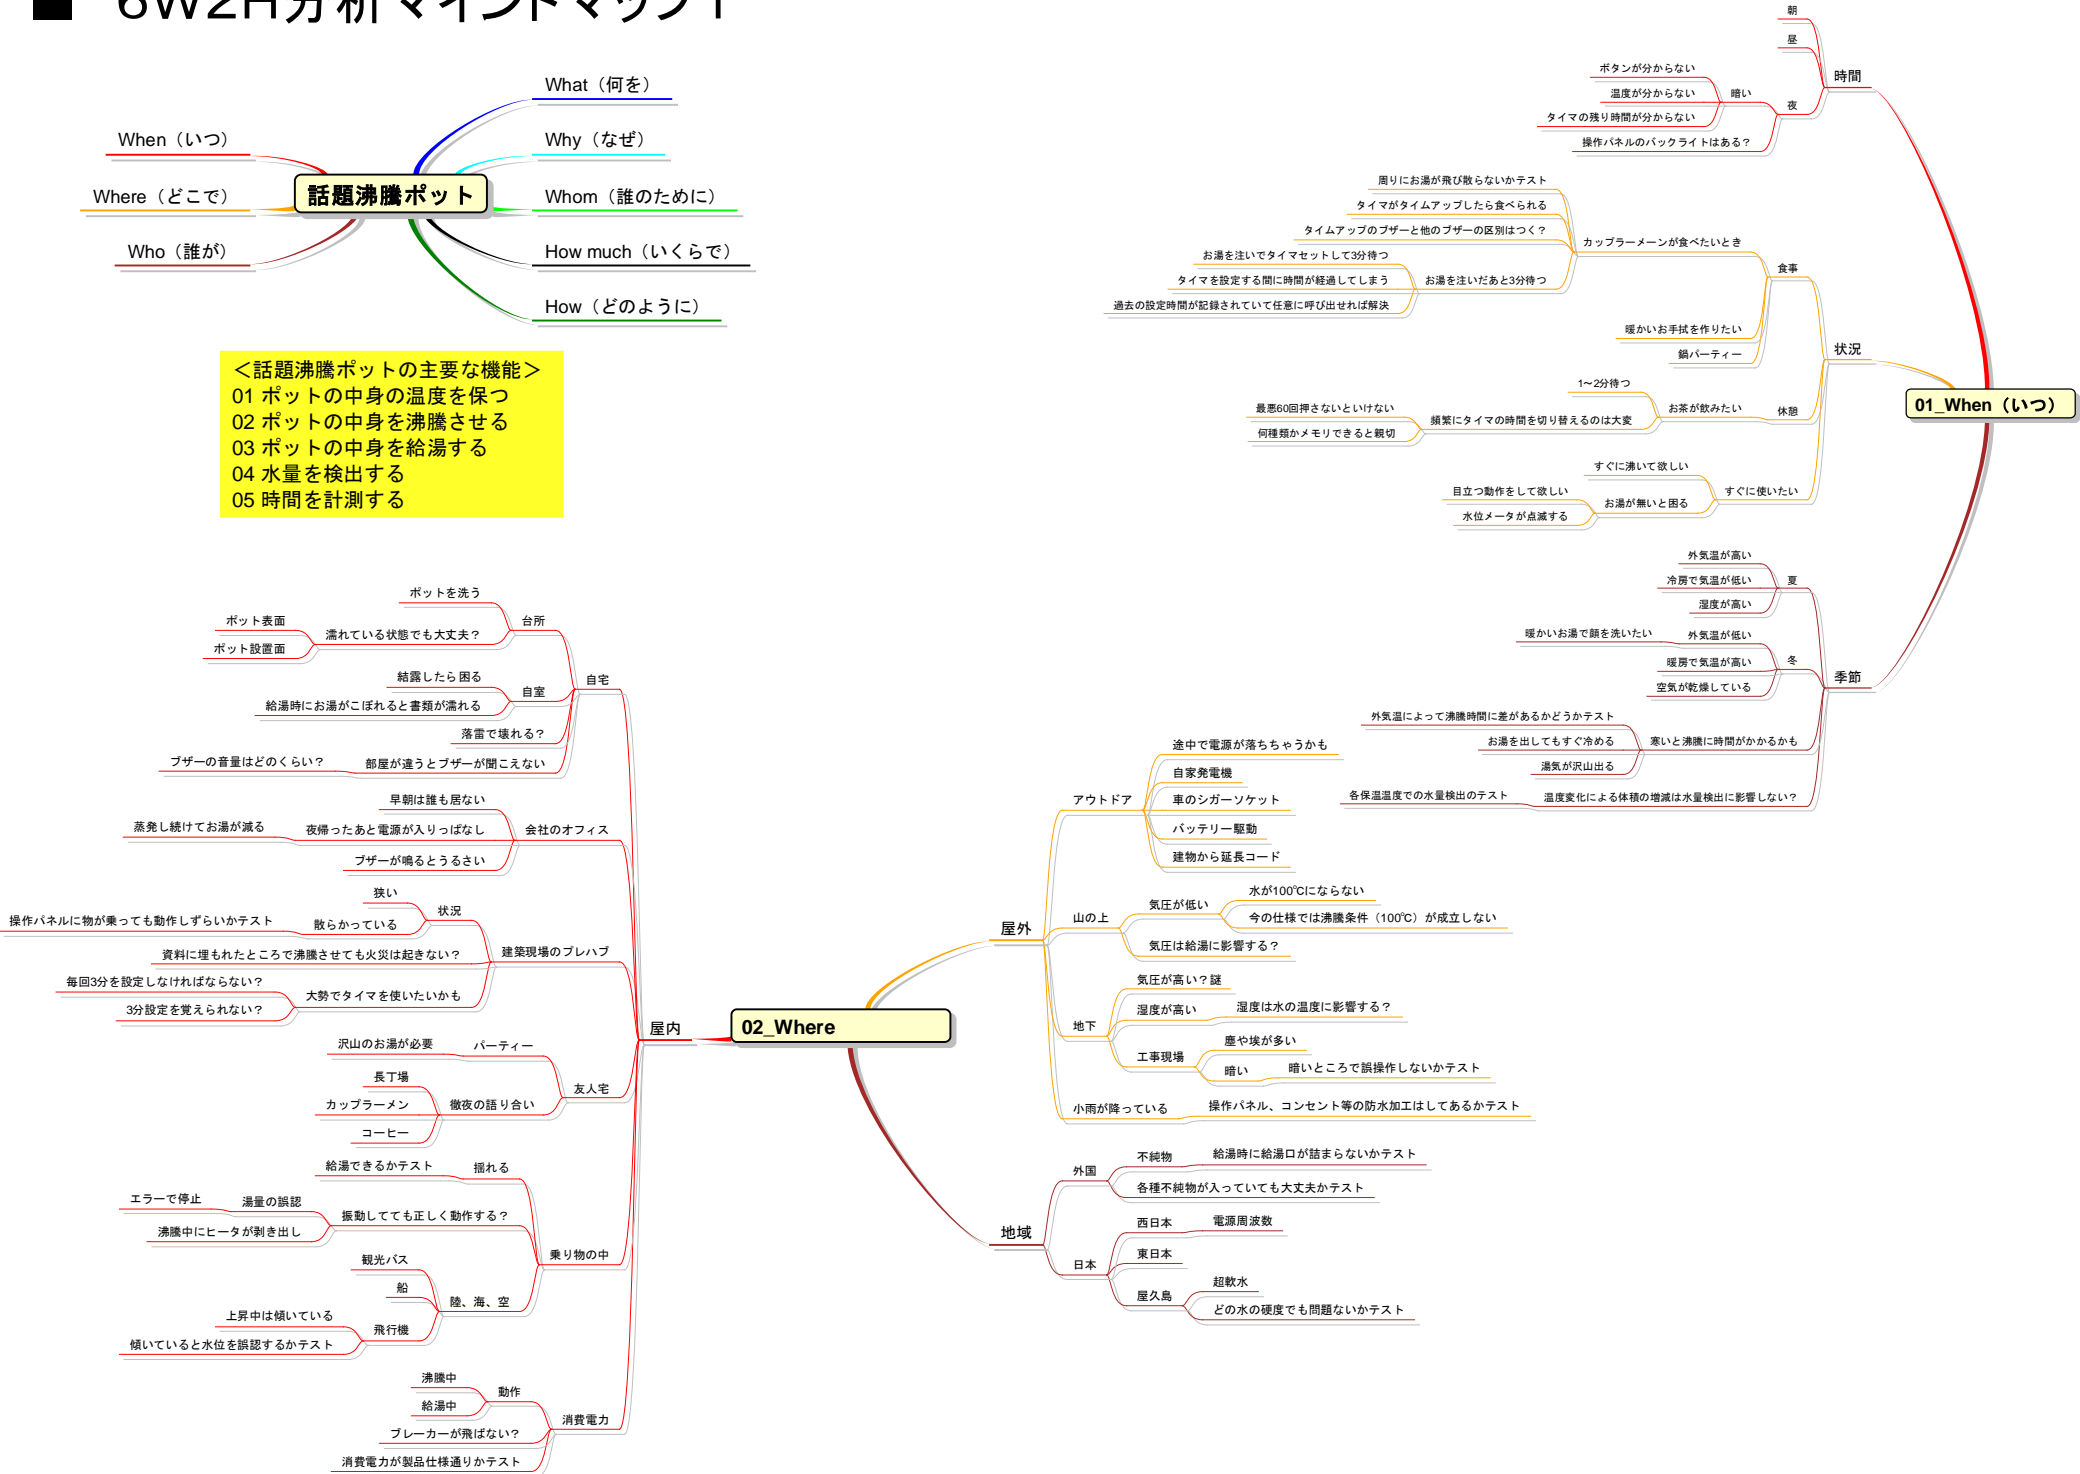 ■ 6W2H分析マインドマップ1
What（何を）
When（いつ）
Why（なぜ）
Where（どこで）
話題沸騰ポット
Whom（誰のために）
Who（誰が）
How much（いくらで）
How（どのように）
＜話題沸騰ポットの主要な機能＞
01 ポットの中身の温度を保つ
02 ポットの中身を沸騰させる
03 ポットの中身を給湯する
04 水量を検出する
05 時間を計測する
01_When（いつ）
時間
朝
昼
夜
暗い
ボタンが分からない
温度が分からない
タイマの残り時間が分からない
操作パネルのバックライトはある？
状況
食事
カップラーメーンが食べたいとき
周りにお湯が飛び散らないかテスト
タイマがタイムアップしたら食べられる
タイムアップのブザーと他のブザーの区別はつく？
お湯を注いだあと3分待つ
お湯を注いでタイマセットして3分待つ
タイマを設定する間に時間が経過してしまう
過去の設定時間が記録されていて任意に呼び出せれば解決
暖かいお手拭を作りたい
鍋パーティー
休憩
お茶が飲みたい
1～2分待つ
頻繁にタイマの時間を切り替えるのは大変
最悪60回押さないといけない
何種類かメモリできると親切
すぐに使いたい
すぐに沸いて欲しい
お湯が無いと困る
目立つ動作をして欲しい
水位メータが点滅する
季節
夏
外気温が高い
冷房で気温が低い
湿度が高い
冬
外気温が低い
暖かいお湯で顔を洗いたい
暖房で気温が高い
空気が乾燥している
寒いと沸騰に時間がかかるかも
外気温によって沸騰時間に差があるかどうかテスト
お湯を出してもすぐ冷める
湯気が沢山出る
温度変化による体積の増減は水量検出に影響しない？
各保温温度での水量検出のテスト
02_Where
屋内
自宅
台所
ポットを洗う
濡れている状態でも大丈夫？
ポット表面
ポット設置面
自室
結露したら困る
給湯時にお湯がこぼれると書類が濡れる
落雷で壊れる？
部屋が違うとブザーが聞こえない
ブザーの音量はどのくらい？
会社のオフィス
早朝は誰も居ない
夜帰ったあと電源が入りっぱなし
蒸発し続けてお湯が減る
ブザーが鳴るとうるさい
建築現場のプレハブ
状況
狭い
散らかっている
操作パネルに物が乗っても動作しずらいかテスト
資料に埋もれたところで沸騰させても火災は起きない？
大勢でタイマを使いたいかも
毎回3分を設定しなければならない？
3分設定を覚えられない？
友人宅
パーティー
沢山のお湯が必要
徹夜の語り合い
長丁場
カップラーメン
コーヒー
乗り物の中
揺れる
給湯できるかテスト
振動してても正しく動作する？
湯量の誤認
エラーで停止
沸騰中にヒータが剥き出し
陸、海、空
観光バス
船
飛行機
上昇中は傾いている
傾いていると水位を誤認するかテスト
消費電力
動作
沸騰中
給湯中
ブレーカーが飛ばない？
消費電力が製品仕様通りかテスト
屋外
アウトドア
途中で電源が落ちちゃうかも
自家発電機
車のシガーソケット
バッテリー駆動
建物から延長コード
山の上
気圧が低い
水が100℃にならない
今の仕様では沸騰条件（100℃）が成立しない
気圧は給湯に影響する？
地下
気圧が高い？謎
湿度が高い
湿度は水の温度に影響する？
工事現場
塵や埃が多い
暗い
暗いところで誤操作しないかテスト
小雨が降っている
操作パネル、コンセント等の防水加工はしてあるかテスト
地域
外国
不純物
給湯時に給湯口が詰まらないかテスト
各種不純物が入っていても大丈夫かテスト
日本
西日本
電源周波数
東日本
屋久島
超軟水
どの水の硬度でも問題ないかテスト